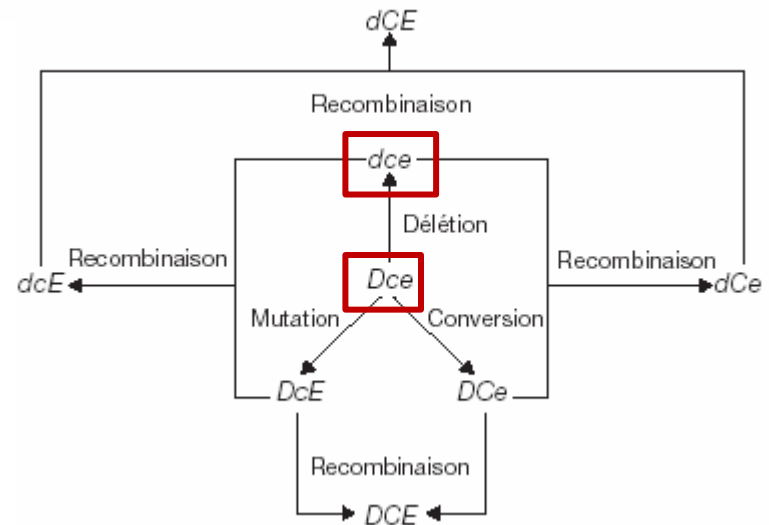 dCE
Recombinaison
dce
Délétion
Recombinaison
Dce
Recombinaison
dcE
dCe
Mutation
Conversion
DcE
DCe
Recombinaison
DCE